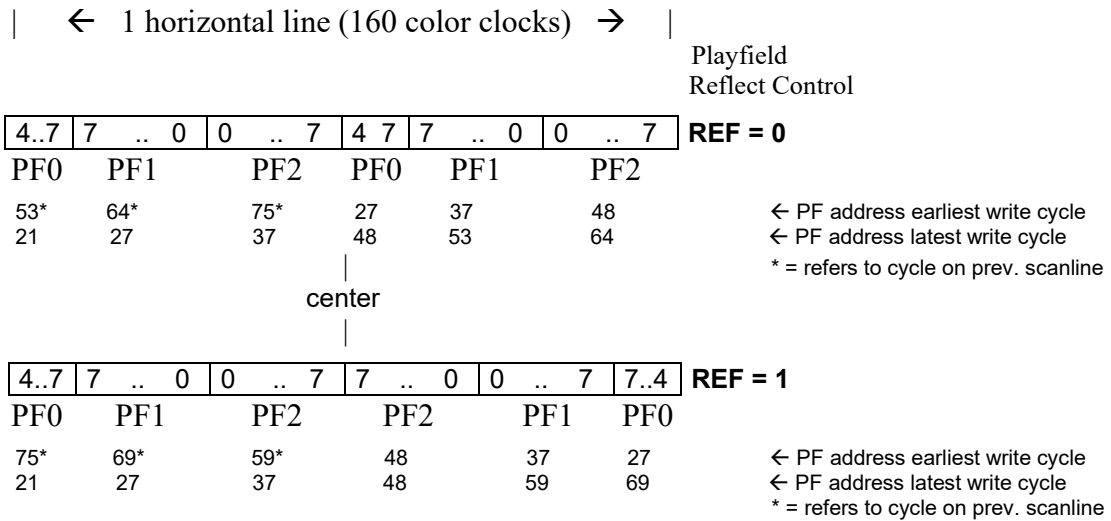 | ← 1 horizontal line (160 color clocks) → |
Playfield
Reflect Control
4..7 7 .. 0 0 .. 7 4 7 7 .. 0 0 .. 7 REF = 0
PF0 PF1 PF2 PF0 PF1 PF2
53* 64* 75* 27 37 48 ← PF address earliest write cycle
21 27 37 48 53 64 ← PF address latest write cycle
* = refers to cycle on prev. scanline
center
4..7 7 .. 0 0 .. 7 7 .. 0 0 .. 7 7..4 REF = 1
PF0 PF1 PF2 PF2 PF1 PF0
75* 69* 59* 48 37 27 ← PF address earliest write cycle
21 27 37 48 59 69 ← PF address latest write cycle
* = refers to cycle on prev. scanline